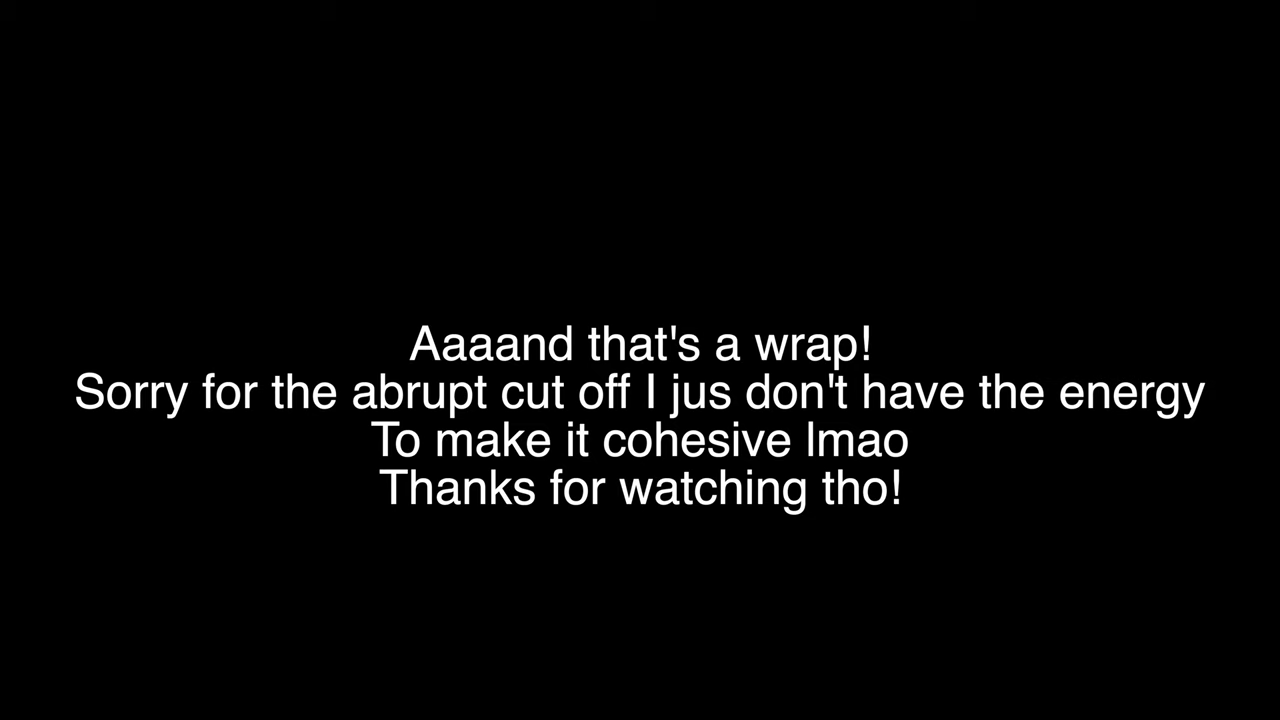 Aaaand that's a wrap!
Sorry for the abrupt cut off I jus don't have the energy
To make it cohesive lmao
Thanks for watching tho!